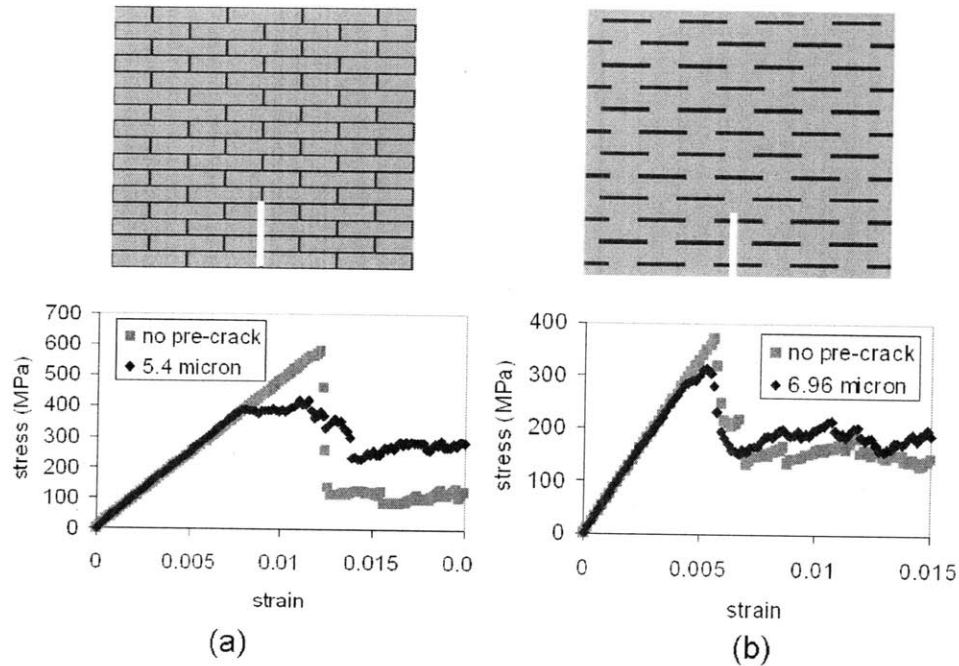 700
600
500
400
300
200
100
0
stress (MPa)
no pre-crack
5.4 micron
0 0.005 0.01 0.015 0.0
strain
(a)
400
300
200
100
0
stress (MPa)
no pre-crack
6.96 micron
0 0.005 0.01 0.015
strain
(b)